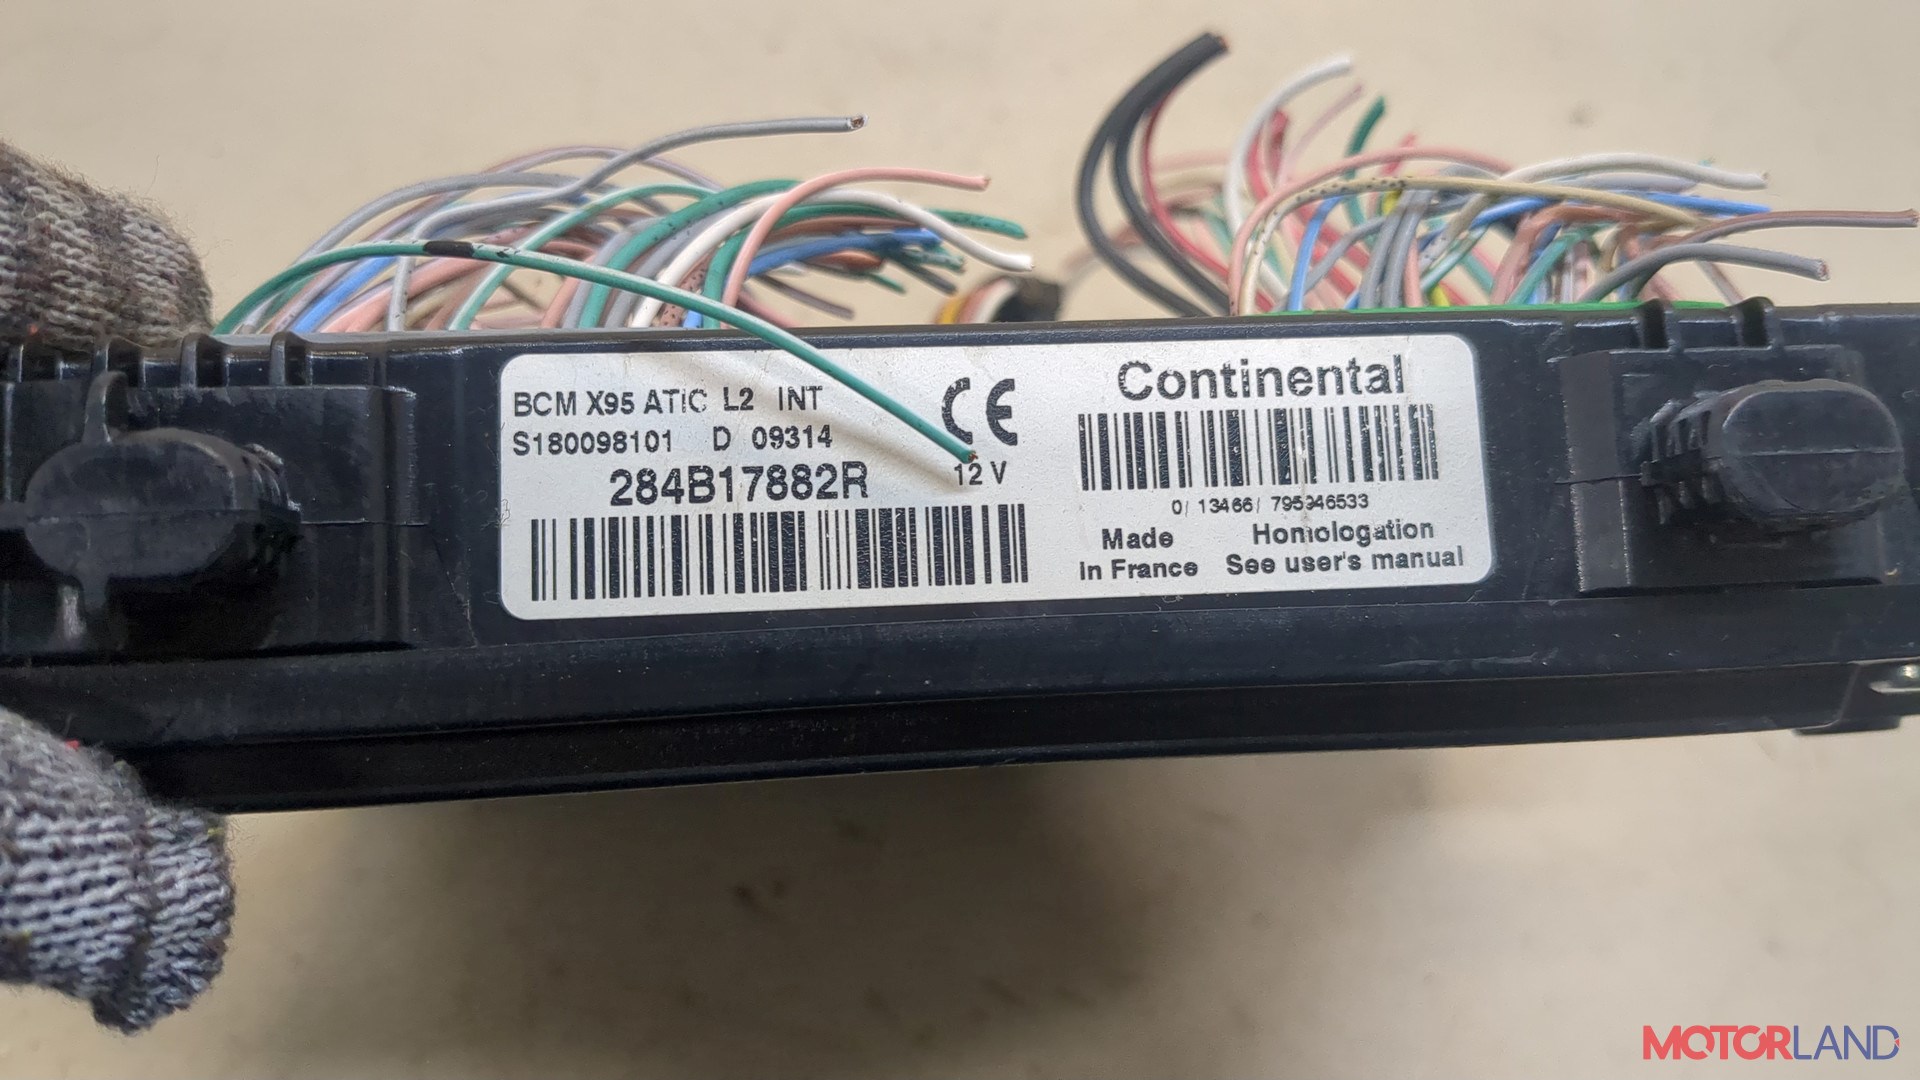 BCM X95 ATIC L2 INT
S180098101 D 09314
284B17882R
CE
12 V
Continental
0/ 13466/ 795946533
Made
in France
Homologation
See user's manual
MOTORLAND